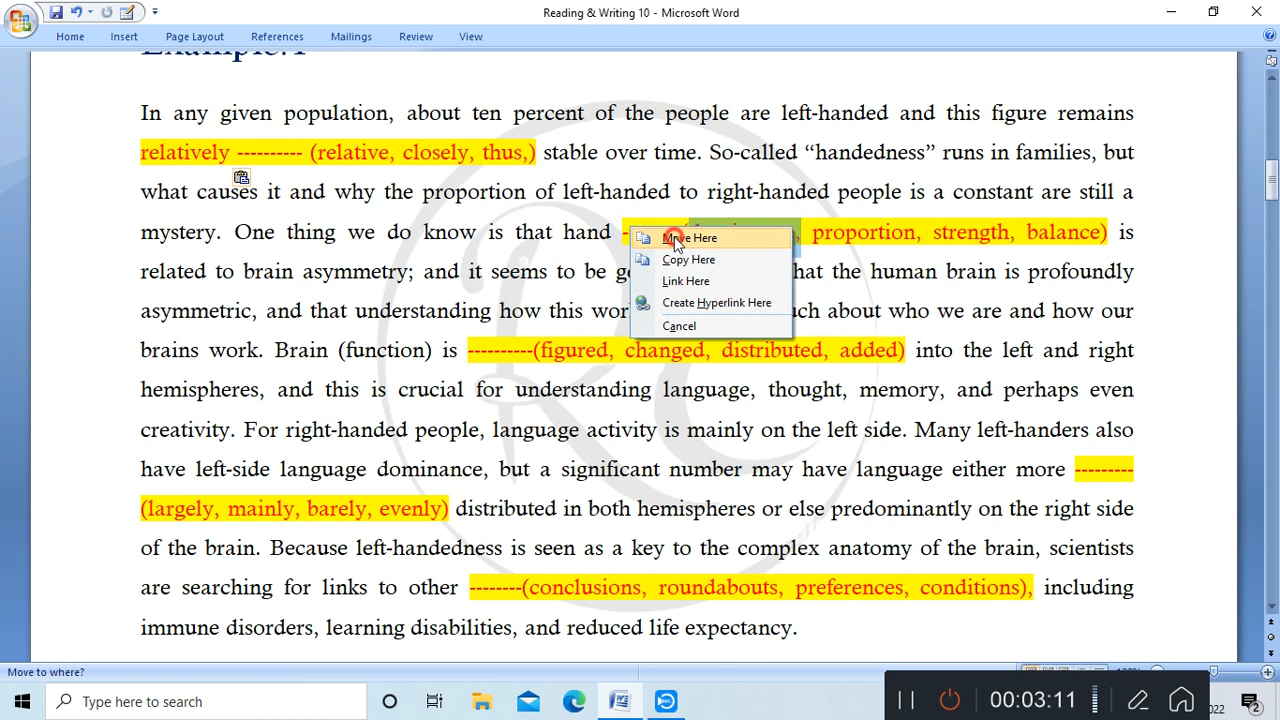 Reading & Writing 10 - Microsoft Word
Home Insert Page Layout References Mailings Review View
In any given population, about ten percent of the people are left-handed and this figure remains
relatively ---------- (relative, closely, thus,) stable over time. So-called “handedness” runs in families, but
what causes it and why the proportion of left-handed to right-handed people is a constant are still a
mystery. One thing we do know is that hand proportion, strength, balance) is
related to brain asymmetry; and it seems to be that the human brain is profoundly
asymmetric, and that understanding how this about who we are and how our
brains work. Brain (function) is ----------(figured, changed, distributed, added) into the left and right
hemispheres, and this is crucial for understanding language, thought, memory, and perhaps even
creativity. For right-handed people, language activity is mainly on the left side. Many left-handers also
have left-side language dominance, but a significant number may have language either more ---------
(largely, mainly, barely, evenly) distributed in both hemispheres or else predominantly on the right side
of the brain. Because left-handedness is seen as a key to the complex anatomy of the brain, scientists
are searching for links to other --------(conclusions, roundabouts, preferences, conditions), including
immune disorders, learning disabilities, and reduced life expectancy.
Move Here
Copy Here
Link Here
Create Hyperlink Here
Cancel
Move to where?
Type here to search
00:03:11
2022
2